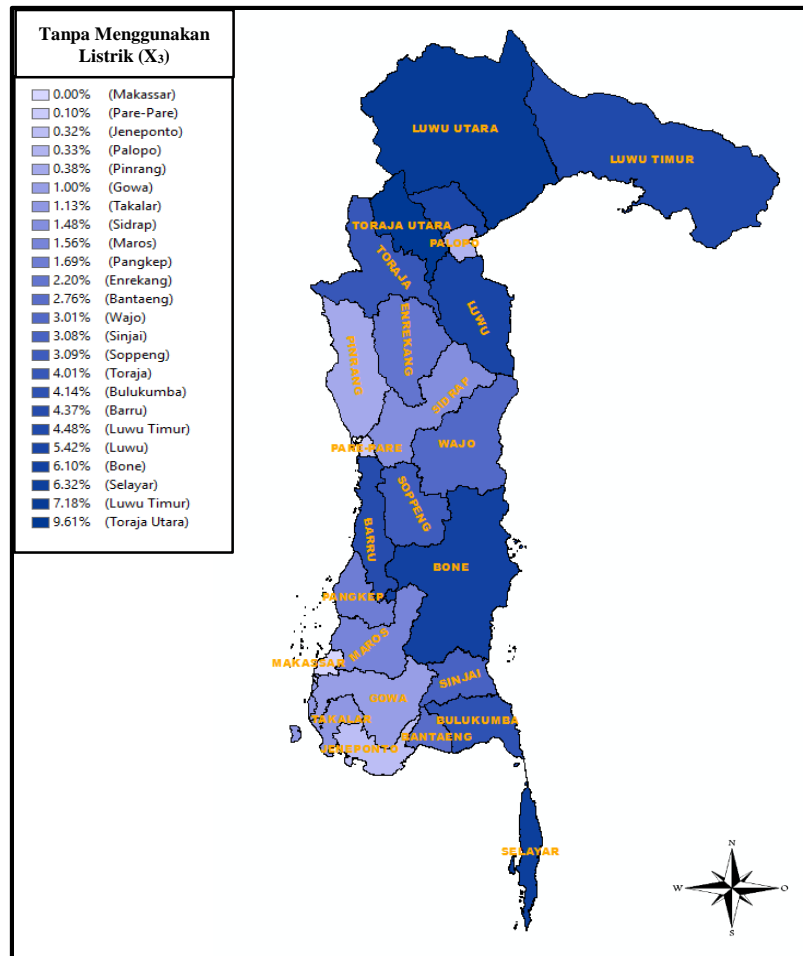 Tanpa Menggunakan
Listrik (X₃)
0.00% (Makassar)
0.10% (Pare-Pare)
0.32% (Jeneponto)
0.33% (Palopo)
0.38% (Pinrang)
1.00% (Gowa)
1.13% (Takalar)
1.48% (Sidrap)
1.56% (Maros)
1.69% (Pangkep)
2.20% (Enrekang)
2.76% (Bantaeng)
3.01% (Wajo)
3.08% (Sinjai)
3.09% (Soppeng)
4.01% (Toraja)
4.14% (Bulukumba)
4.37% (Barru)
4.48% (Luwu Timur)
5.42% (Luwu)
6.10% (Bone)
6.32% (Selayar)
7.18% (Luwu Timur)
9.61% (Toraja Utara)
LUWU UTARA
LUWU TIMUR
TORAJA UTARA
PALOPO
TORAJA
LUWU
ENREKANG
PINRANG
SIDRAP
PARE-PARE
WAJO
SOPPENG
BARRU
BONE
PANGKEP
MAROS
MAKASSAR
SINJAI
GOWA
TAKALAR
BULUKUMBA
BANTAENG
JENEPONTO
SELAYAR
N
W
O
S